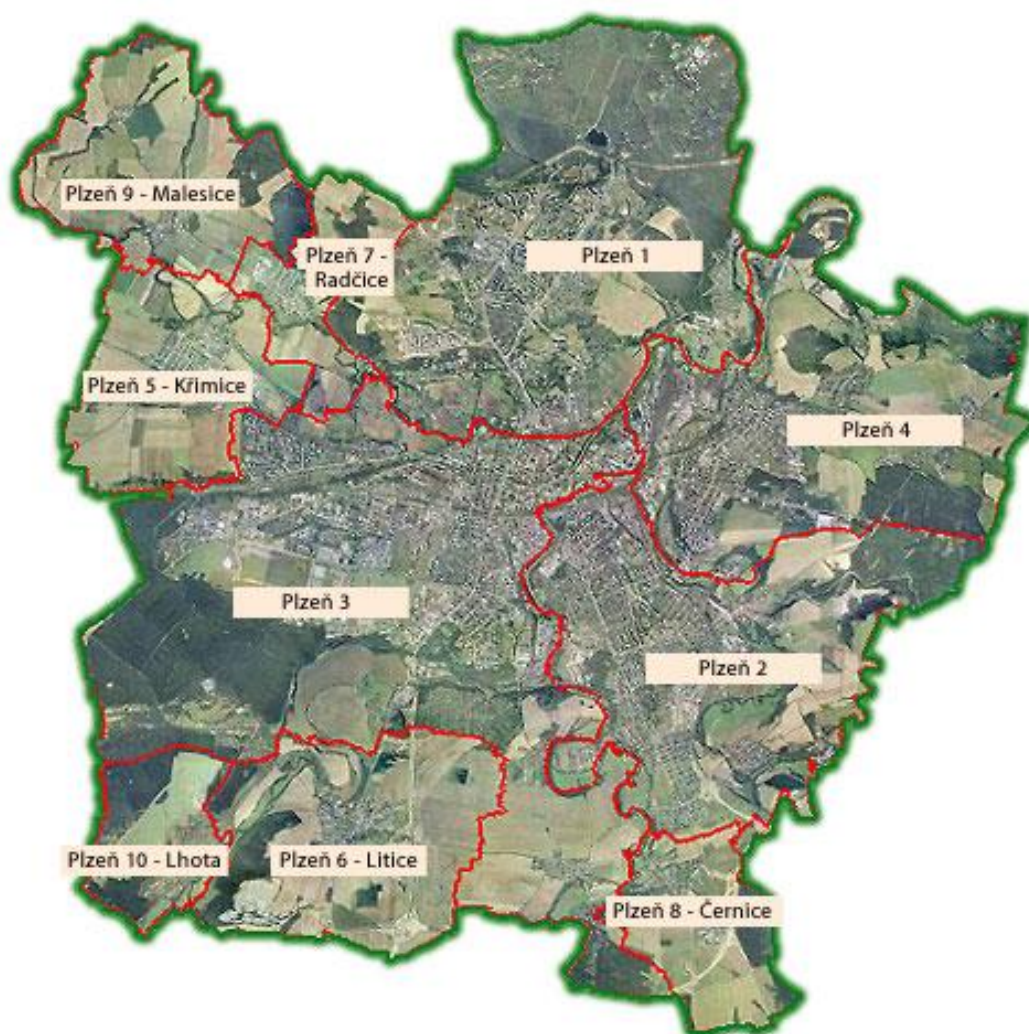 Plzeň 9 - Malesice
Plzeň 7 -
Radčice
Plzeň 1
Plzeň 5 - Křimice
Plzeň 4
Plzeň 3
Plzeň 2
Plzeň 10 - Lhota
Plzeň 6 - Litice
Plzeň 8 - Černice